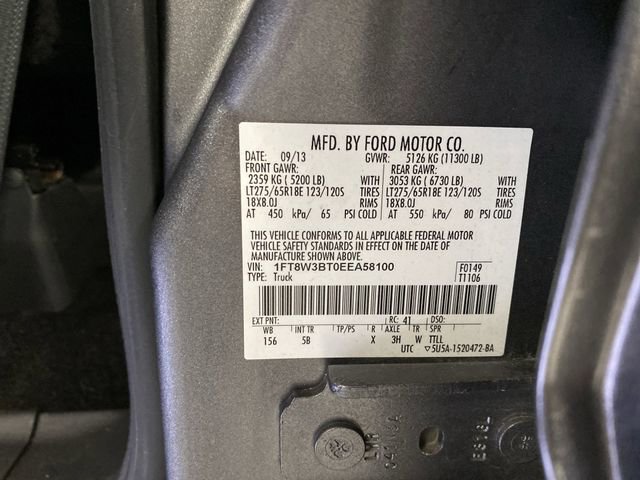 MFD. BY FORD MOTOR CO.
DATE: 09/13 GVWR: 5126 KG (11300 LB)
FRONT GAWR: REAR GAWR:
2359 KG ( 5200 LB) WITH 3053 KG ( 6730 LB) WITH
LT275/65R18E 123/120S TIRES LT275/65R18E 123/120S TIRES
18X8.0J RIMS 18X8.0J RIMS
AT 450 kPa/ 65 PSI COLD AT 550 kPa/ 80 PSI COLD
THIS VEHICLE CONFORMS TO ALL APPLICABLE FEDERAL MOTOR
VEHICLE SAFETY STANDARDS IN EFFECT ON THE DATE OF
MANUFACTURE SHOWN ABOVE.
VIN: 1FT8W3BT0EEA58100 F0149
TYPE: Truck T1106
EXT PNT: RC: 41 DSO:
WB INT TR TP/PS R AXLE TR SPR
156 5B X 3H W TTLL
UTC ▽5U5A-1520472-BA